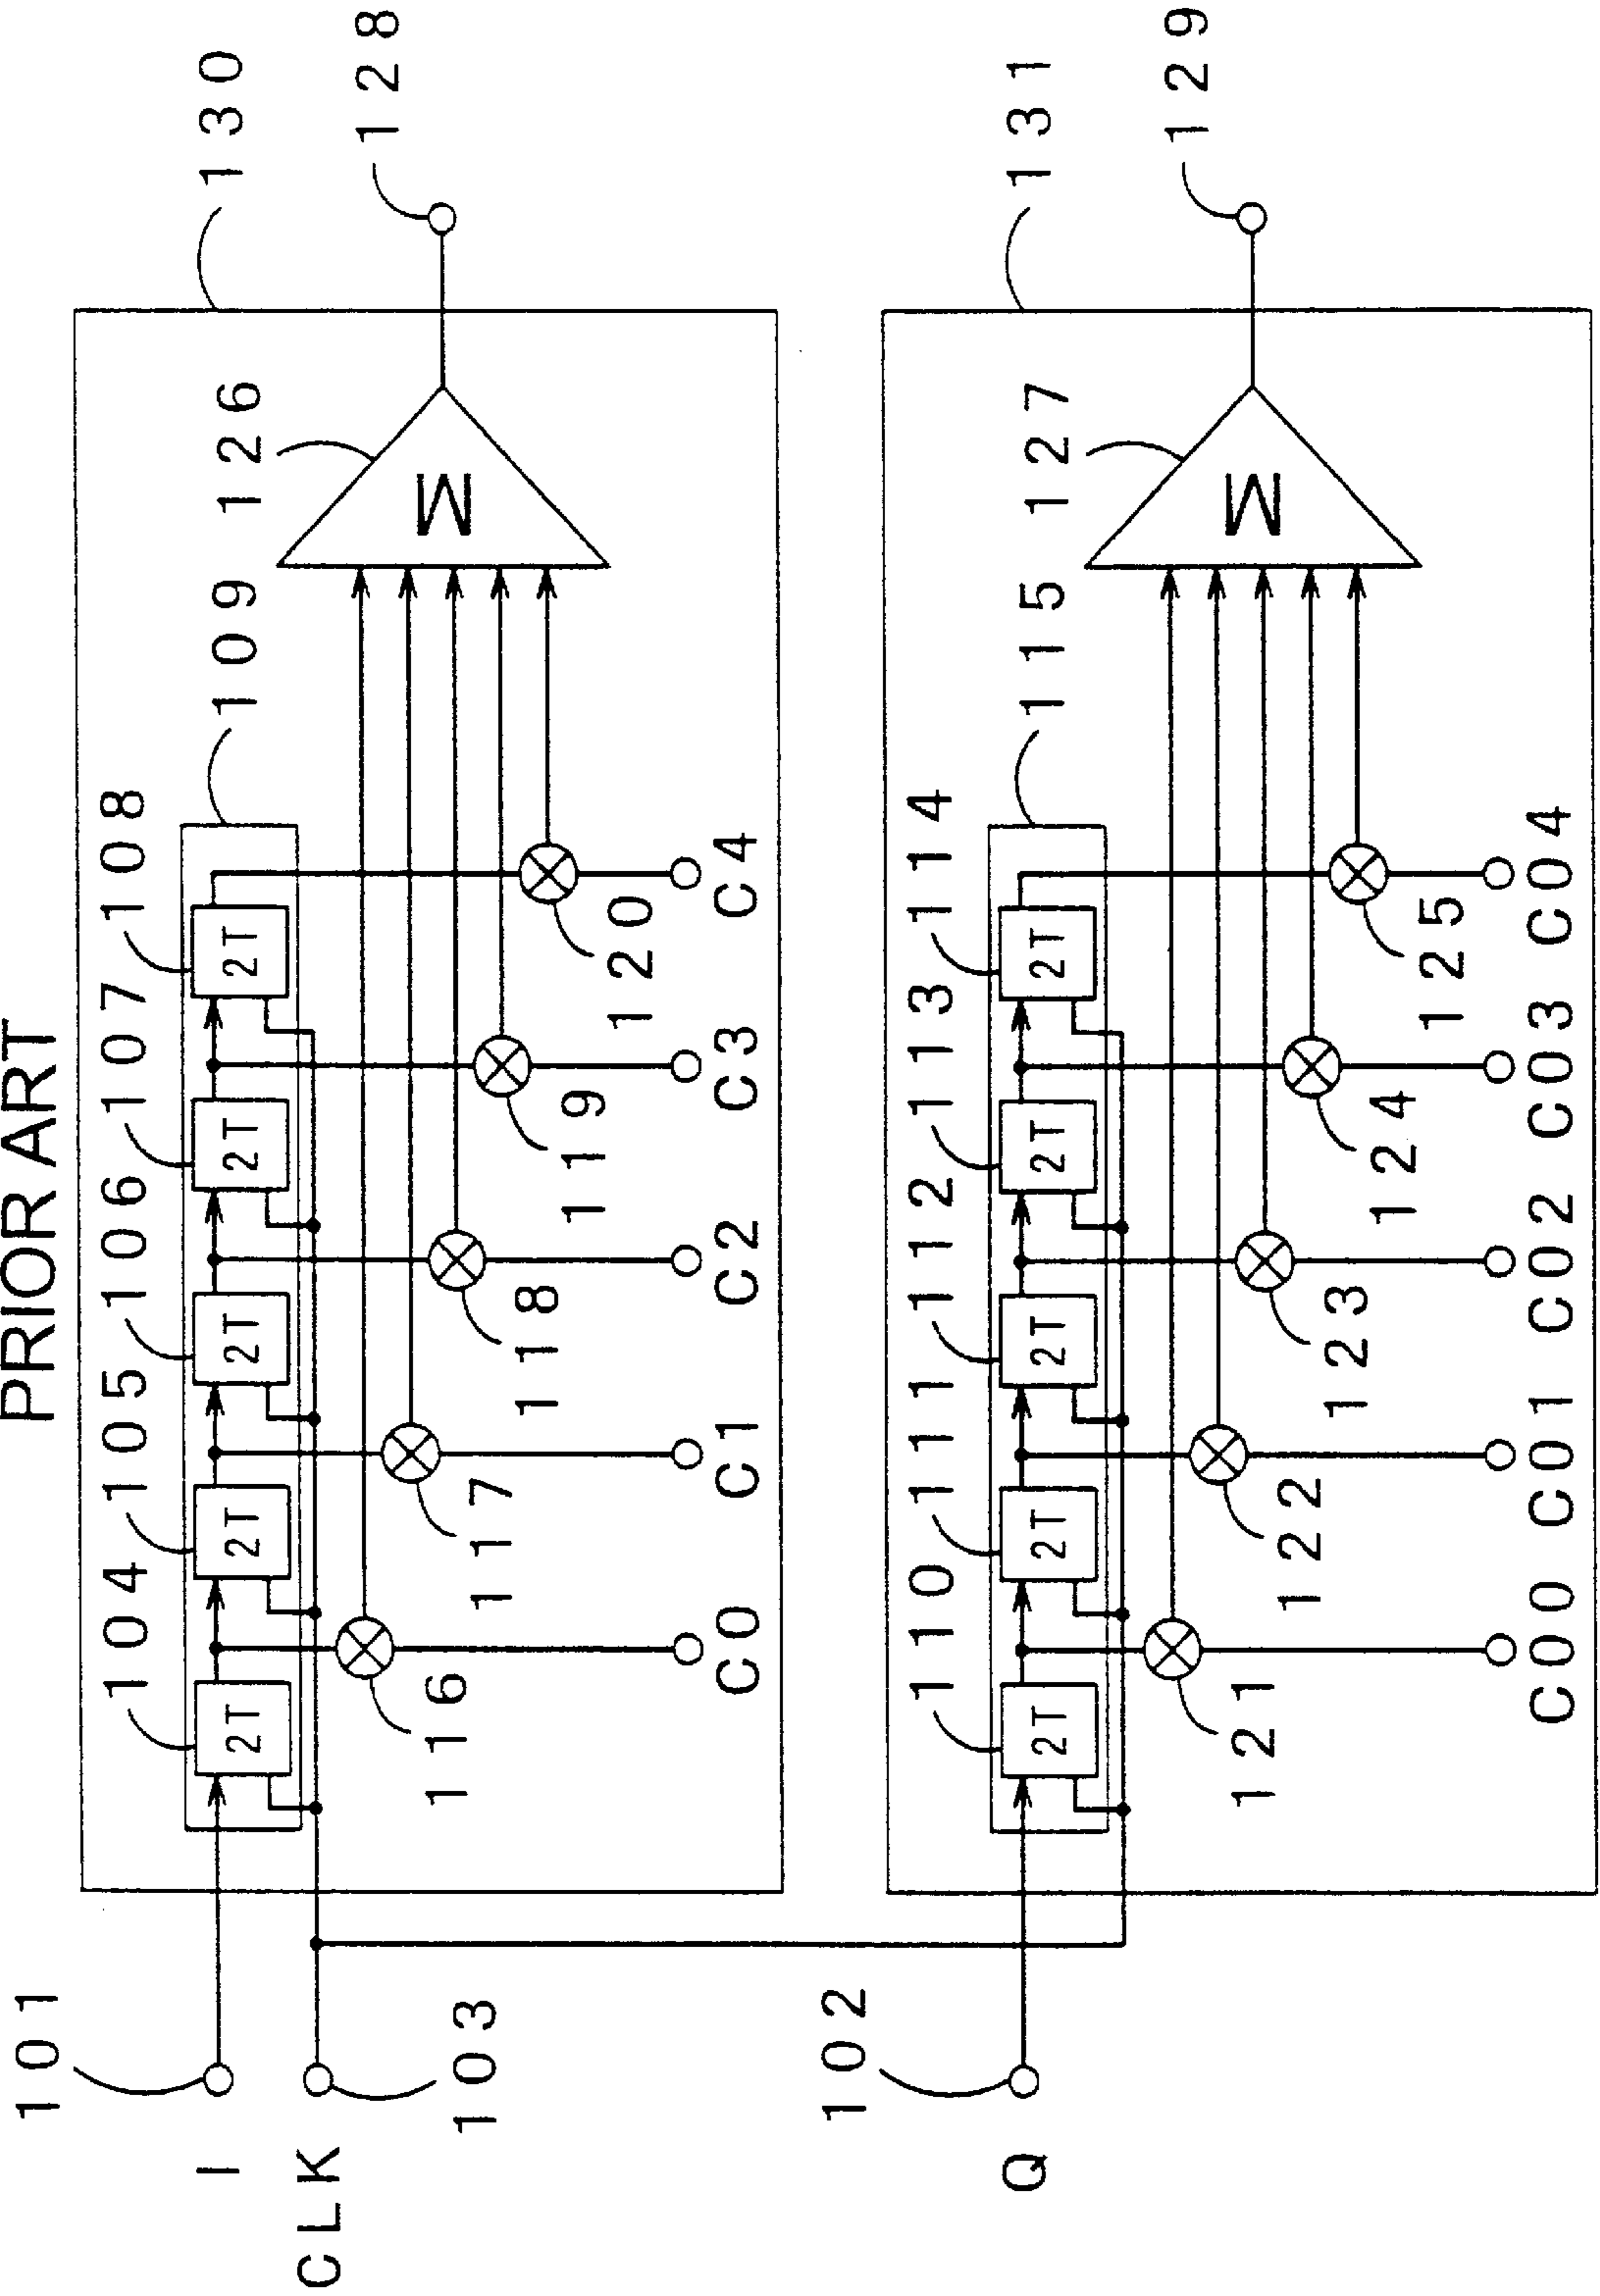 PRIOR ART
101
104 105 106 107 108
I
109
126
130
2T 2T 2T 2T 2T
CLK
128
Σ
103
116
117
118
119
120
C0 C1 C2 C3 C4
102
110 111 112 113 114
Q
115
127
131
2T 2T 2T 2T 2T
129
Σ
121
122
123
124
125
C00 C01 C02 C03 C04